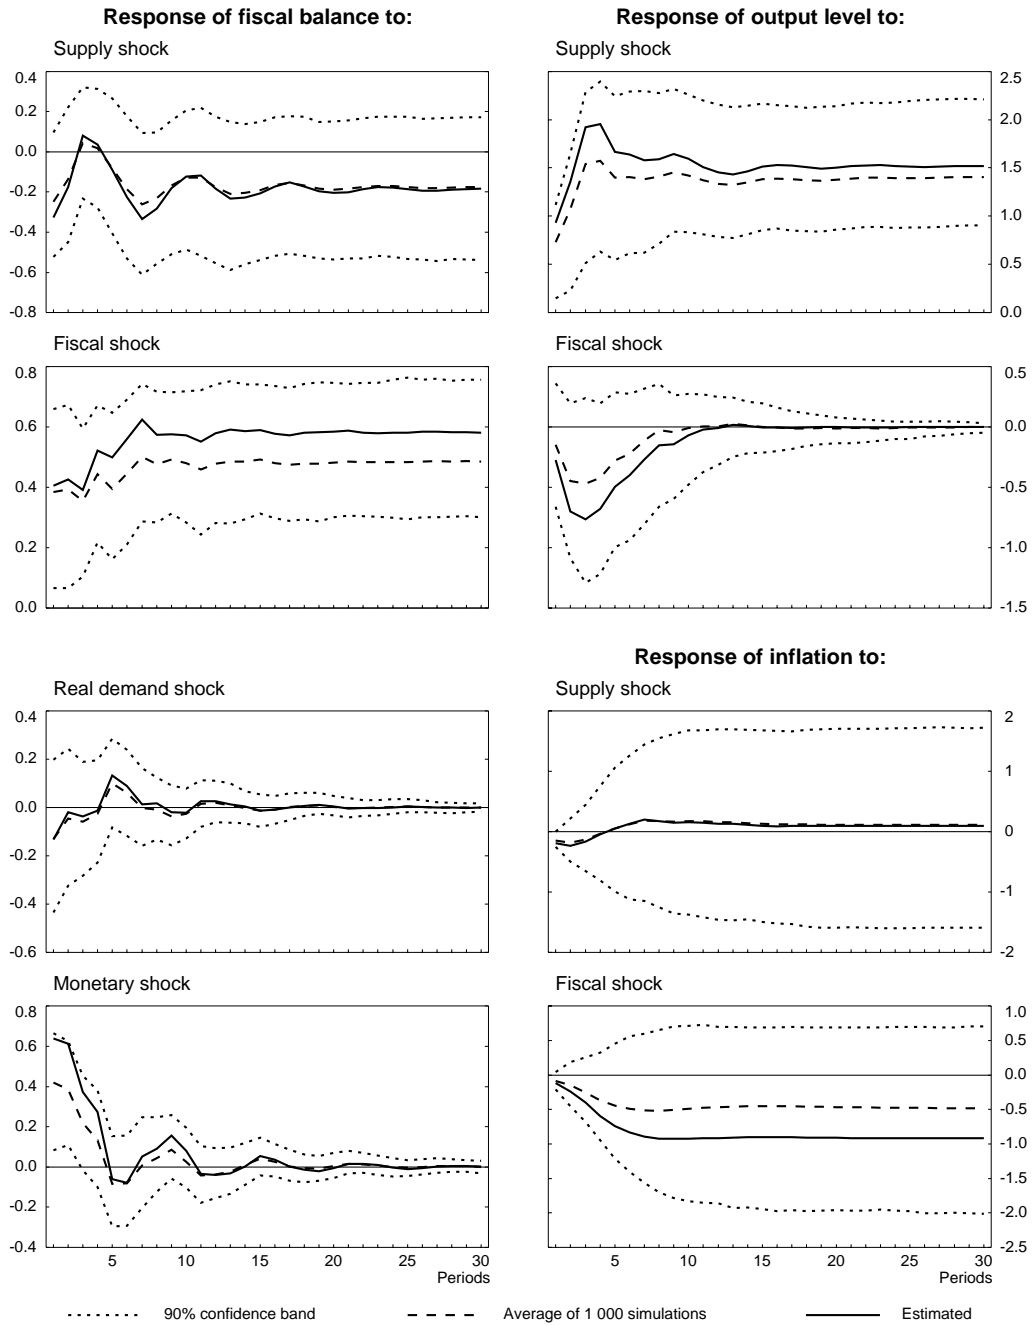 Response of fiscal balance to:
Response of output level to:
Supply shock
Supply shock
0.4
0.2
0.0
-0.2
-0.4
-0.6
-0.8
2.5
2.0
1.5
1.0
0.5
0.0
Fiscal shock
Fiscal shock
0.8
0.6
0.4
0.2
0.0
0.5
0.0
-0.5
-1.0
-1.5
Response of inflation to:
Real demand shock
Supply shock
0.4
0.2
0.0
-0.2
-0.4
-0.6
2
1
0
-1
-2
Monetary shock
Fiscal shock
0.8
0.6
0.4
0.2
0.0
-0.2
-0.4
1.0
0.5
0.0
-0.5
-1.0
-1.5
-2.0
-2.5
5 10 15 20 25 30
Periods
5 10 15 20 25 30
Periods
90% confidence band
Average of 1 000 simulations
Estimated